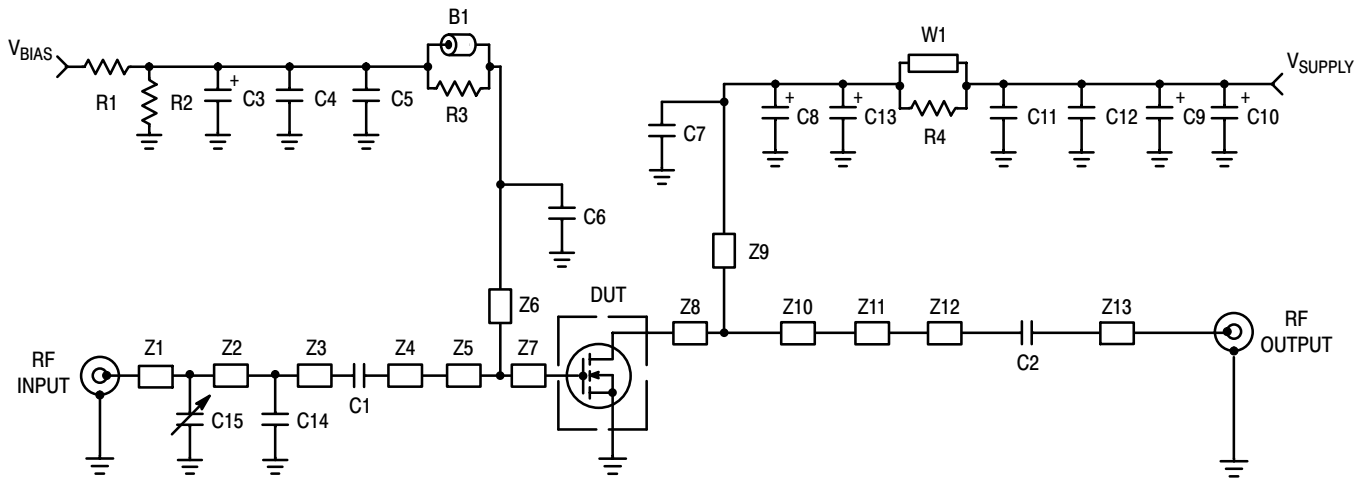 B1
V_BIAS
R1
R2
+
C3
C4
C5
R3
W1
V_SUPPLY
C7
+
C8
+
C13
R4
C11
C12
+
C9
+
C10
C6
Z9
Z6
DUT
Z8
Z10
Z11
Z12
Z13
RF
OUTPUT
C2
RF
INPUT
Z1
Z2
Z3
Z4
Z5
Z7
C1
C15
C14